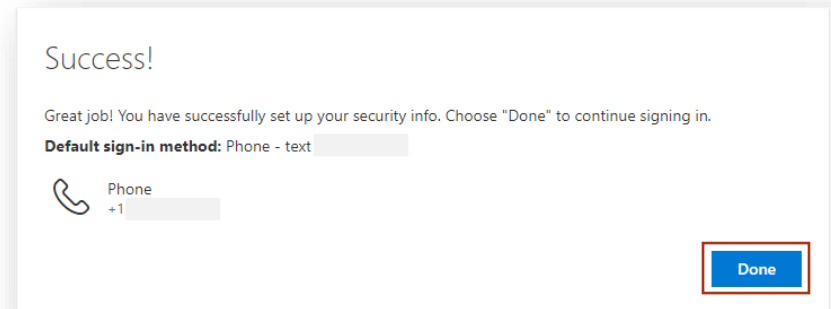 Success!
Great job! You have successfully set up your security info. Choose "Done" to continue signing in.
Default sign-in method: Phone - text
Phone
+1
Done